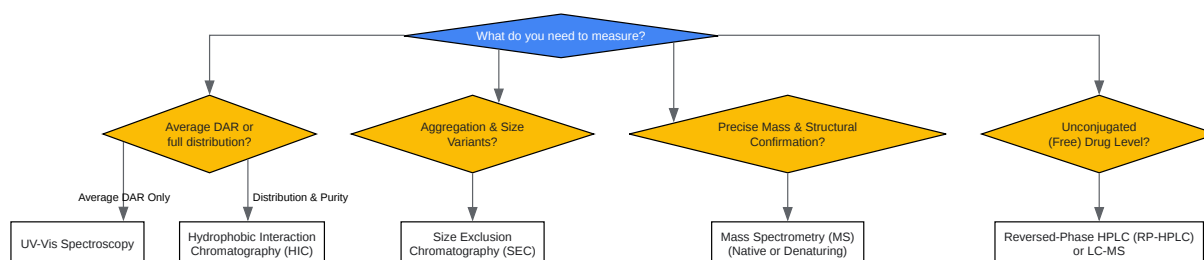 What do you need to measure?
Average DAR or
full distribution?
Aggregation & Size
Variants?
Precise Mass & Structural
Confirmation?
Unconjugated
(Free) Drug Level?
Average DAR Only
Distribution & Purity
UV-Vis Spectroscopy
Hydrophobic Interaction
Chromatography (HIC)
Size Exclusion
Chromatography (SEC)
Mass Spectrometry (MS)
(Native or Denaturing)
Reversed-Phase HPLC (RP-HPLC)
or LC-MS